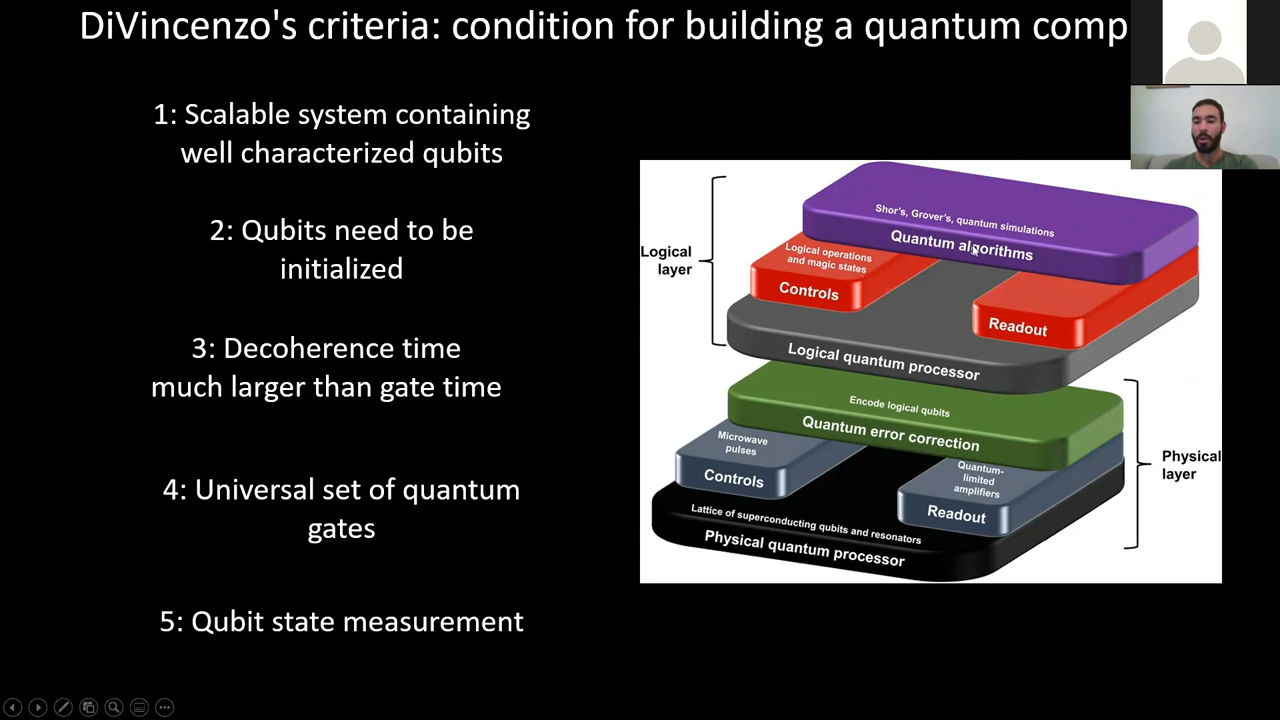 DiVincenzo's criteria: condition for building a quantum comp
1: Scalable system containing
well characterized qubits
2: Qubits need to be
initialized
3: Decoherence time
much larger than gate time
4: Universal set of quantum
gates
5: Qubit state measurement
Logical
layer
Shor's, Grover's, quantum simulations
Quantum algorithms
Logical operations
and magic states
Controls
Readout
Logical quantum processor
Encode logical qubits
Quantum error correction
Microwave
pulses
Controls
Quantum-
limited
amplifiers
Readout
Lattice of superconducting qubits and resonators
Physical quantum processor
Physical
layer